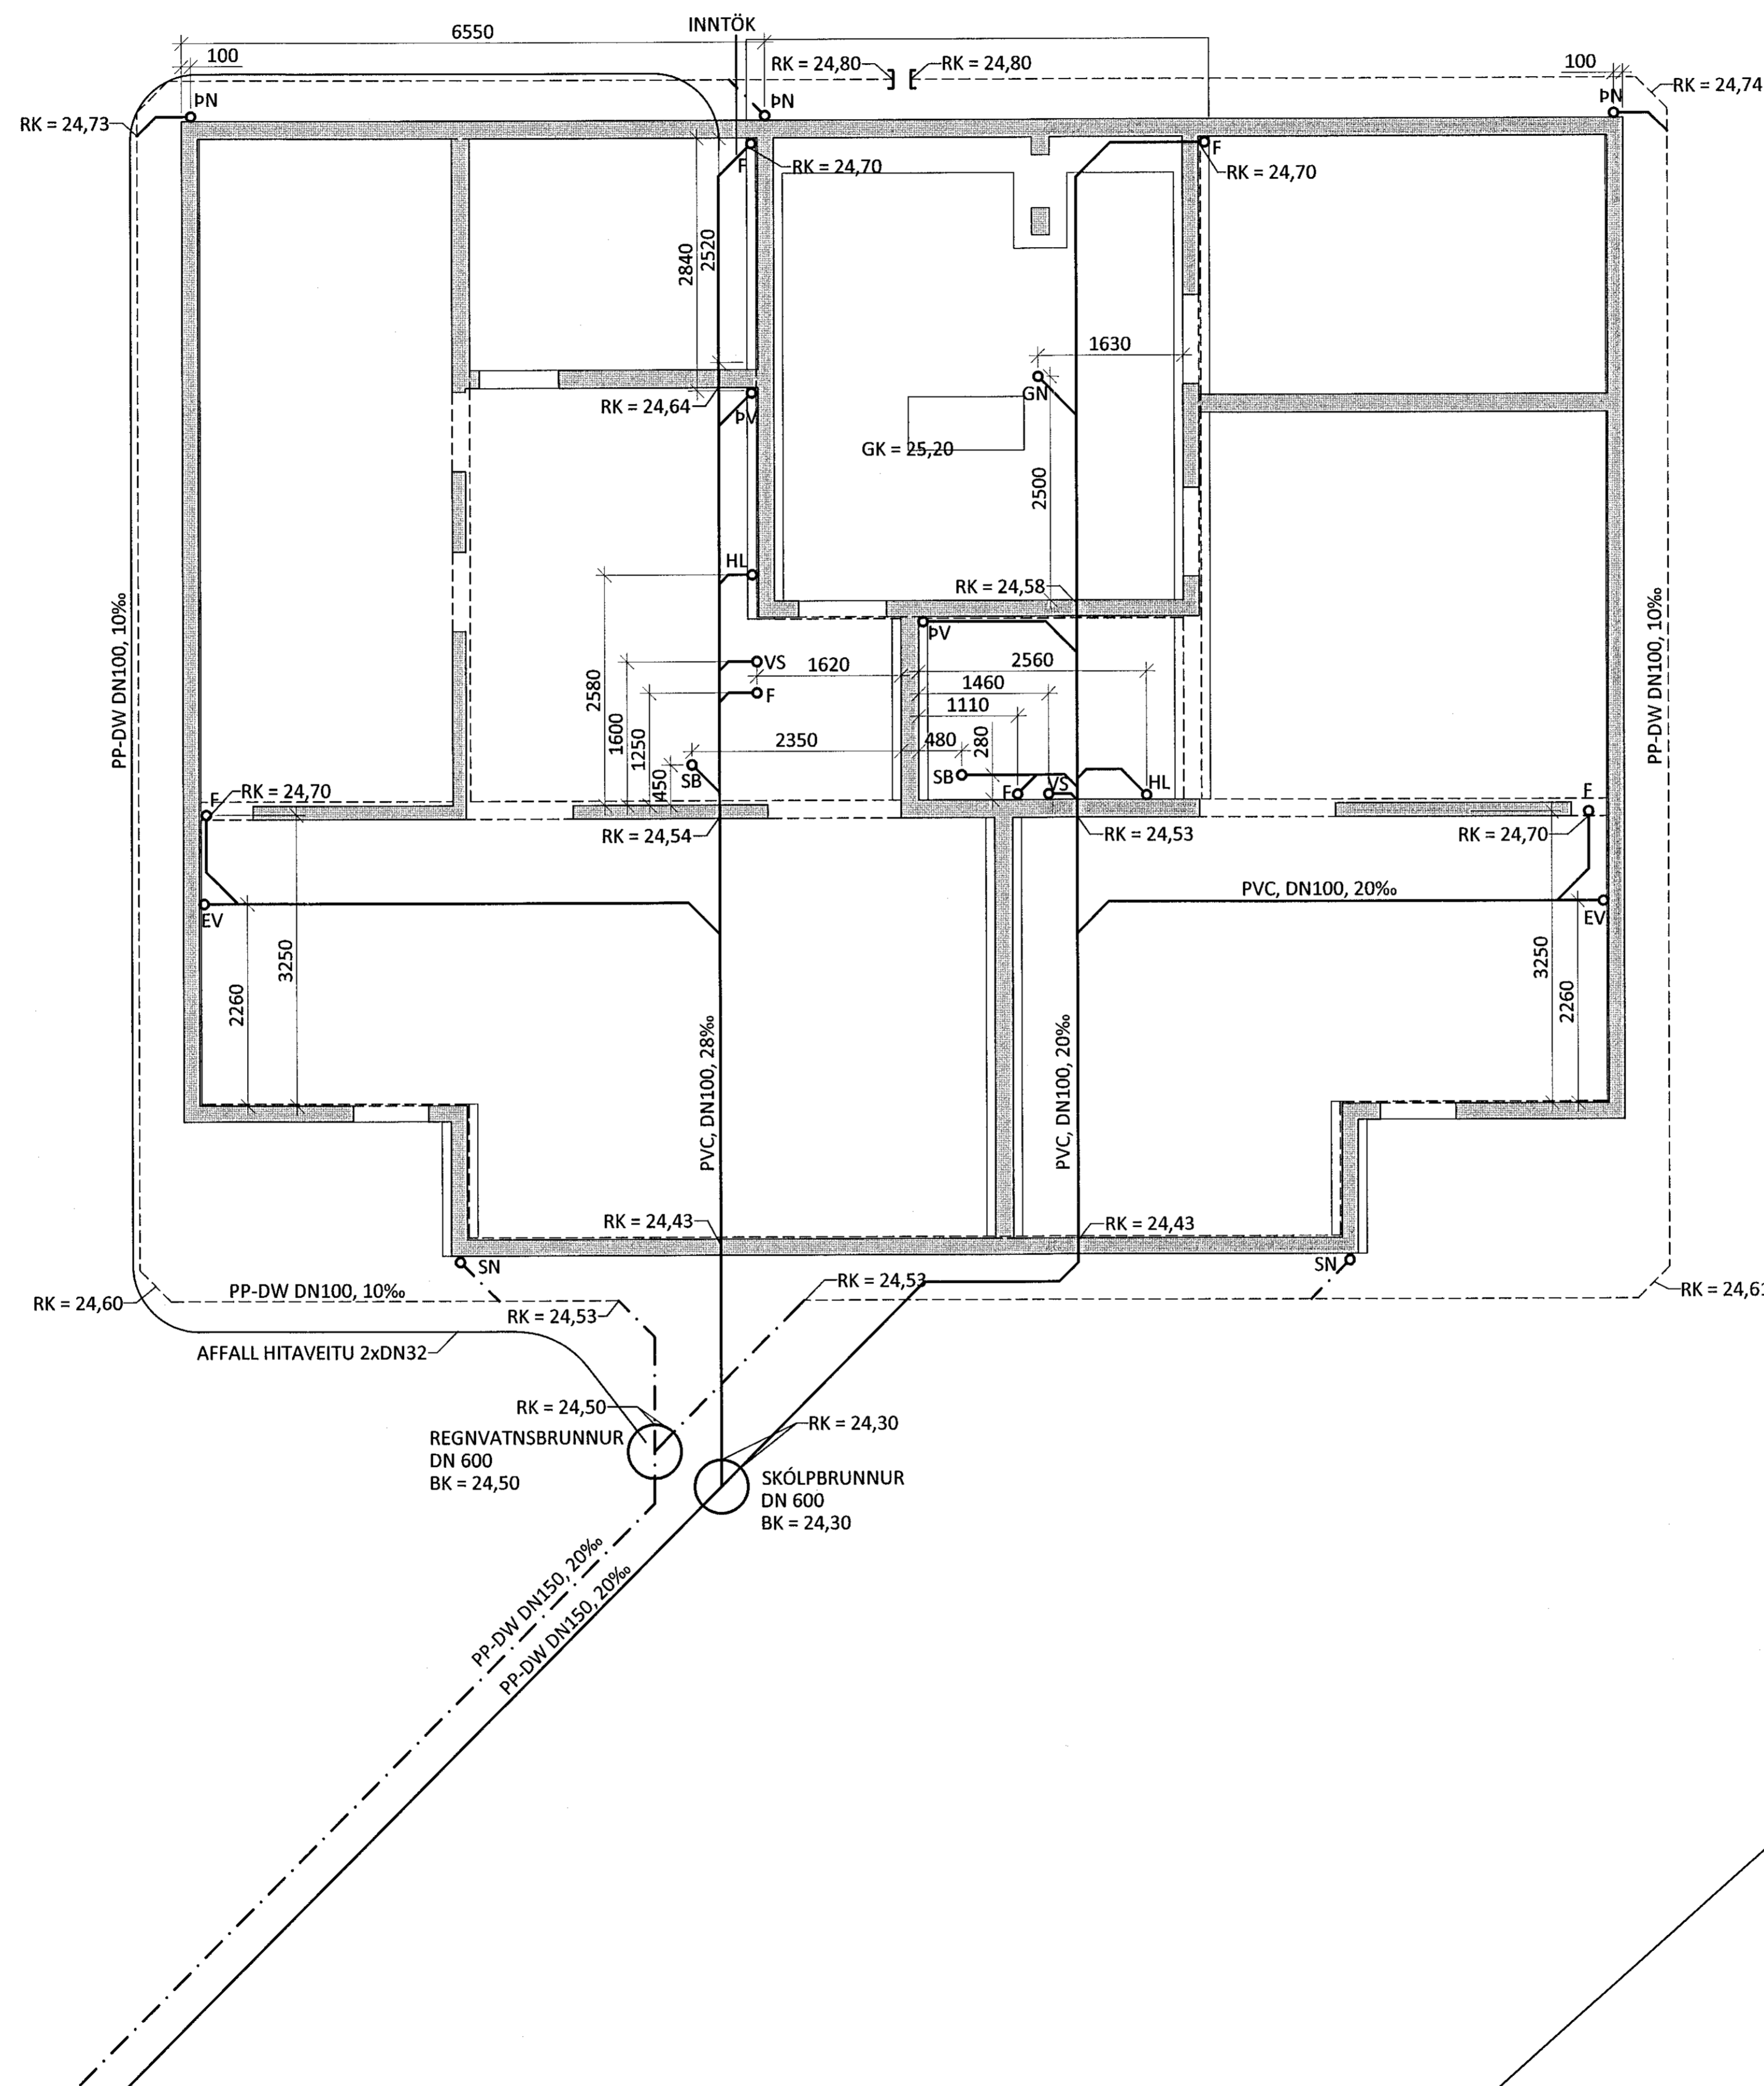 INNTÖK
6550
100
RK = 24,80
RK = 24,80
100
RK = 24,74
ÞN
ÞN
ÞN
RK = 24,73
F
RK = 24,70
F
RK = 24,70
2840
2520
1630
GN
RK = 24,64
ÞV
GK = 25,20
2500
HL
RK = 24,58
PP-DW DN100, 10‰
PP-DW DN100, 10‰
ÞV
VS
1620
2560
F
1460
1110
2580
1600
1250
450
2350
480
280
SB
SB
F
VS
HL
F
RK = 24,70
F
RK = 24,54
RK = 24,53
RK = 24,70
PVC, DN100, 20‰
EV
EV
3250
2260
3250
2260
PVC, DN100, 28‰
PVC, DN100, 20‰
RK = 24,43
RK = 24,43
SN
SN
RK = 24,53
PP-DW DN100, 10‰
RK = 24,60
RK = 24,53
RK = 24,61
AFFALL HITAVEITU 2xDN32
RK = 24,50
RK = 24,30
REGNVATNSBRUNNUR
DN 600
BK = 24,50
SKÓLPBRUNNUR
DN 600
BK = 24,30
PP-DW DN150, 20‰
PP-DW DN150, 20‰